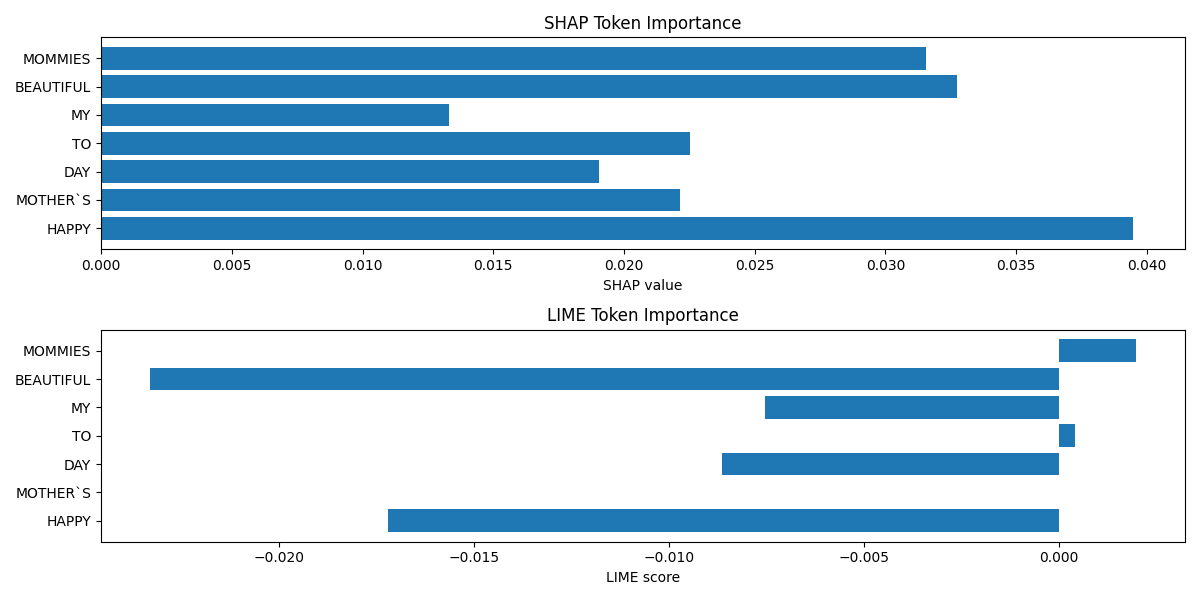 SHAP Token Importance
MOMMIES
BEAUTIFUL
MY
TO
DAY
MOTHER`S
HAPPY
0.000 0.005 0.010 0.015 0.020 0.025 0.030 0.035 0.040
SHAP value
LIME Token Importance
MOMMIES
BEAUTIFUL
MY
TO
DAY
MOTHER`S
HAPPY
−0.020 −0.015 −0.010 −0.005 0.000
LIME score